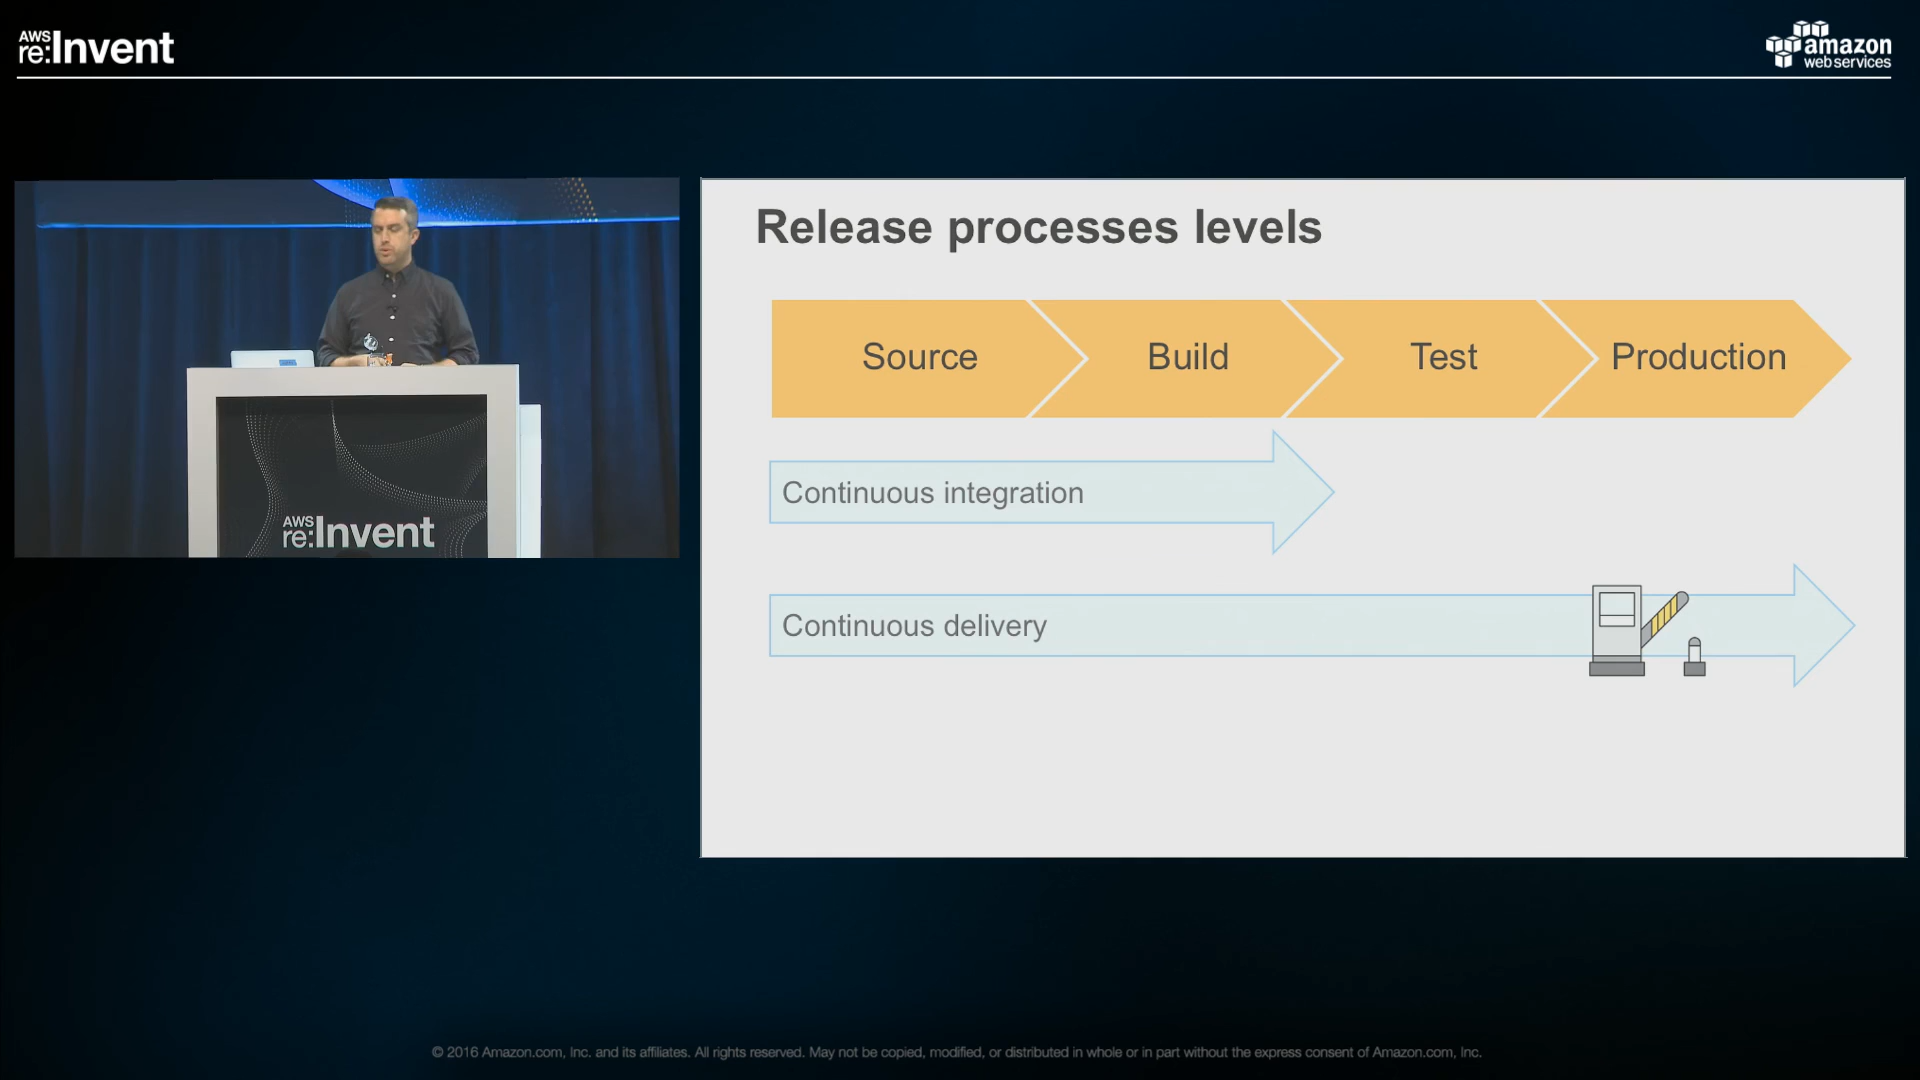 AWS
re:Invent
amazon
web services
AWS
re:Invent
Release processes levels
Source
Build
Test
Production
Continuous integration
Continuous delivery
© 2016 Amazon.com, Inc. and its affiliates. All rights reserved. May not be copied, modified, or distributed in whole or in part without the express consent of Amazon.com, Inc.